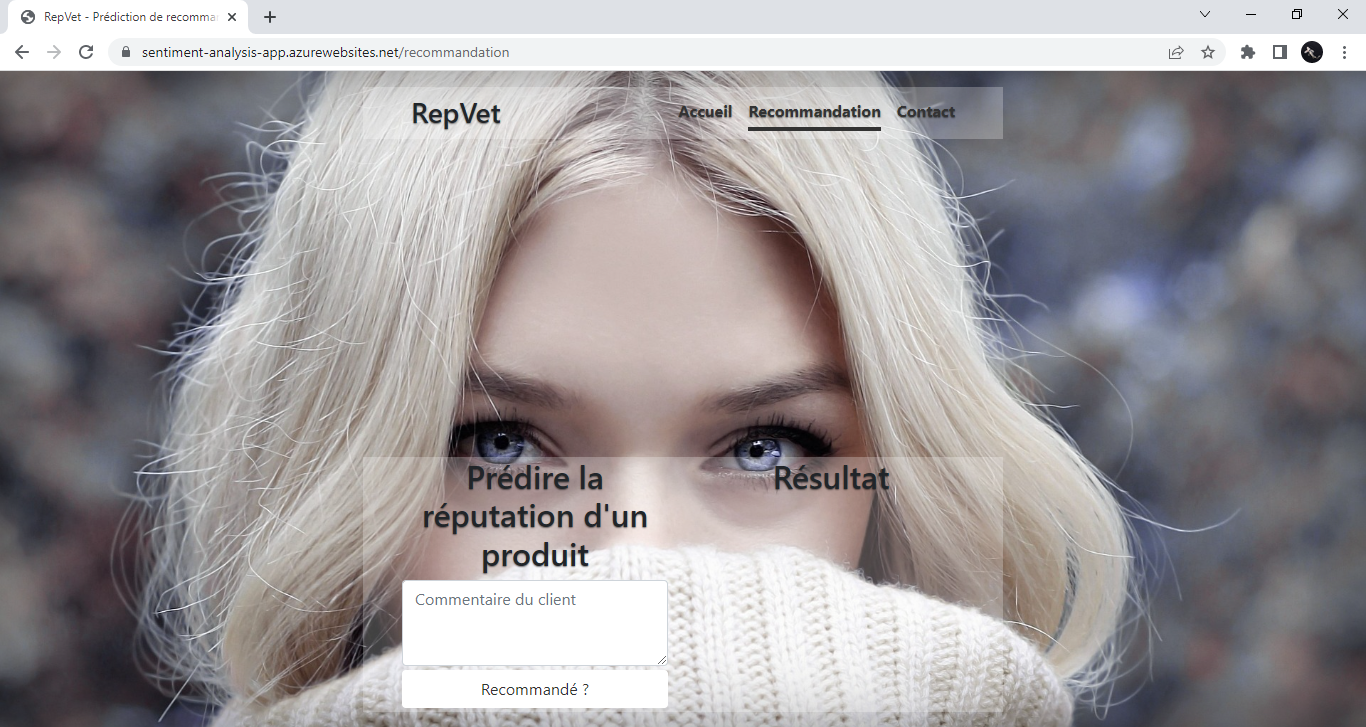 RepVet - Prédiction de recomma
sentiment-analysis-app.azurewebsites.net/recommandation
RepVet
Accueil Recommandation Contact
Prédire la
réputation d'un
produit
Résultat
Commentaire du client
Recommandé ?